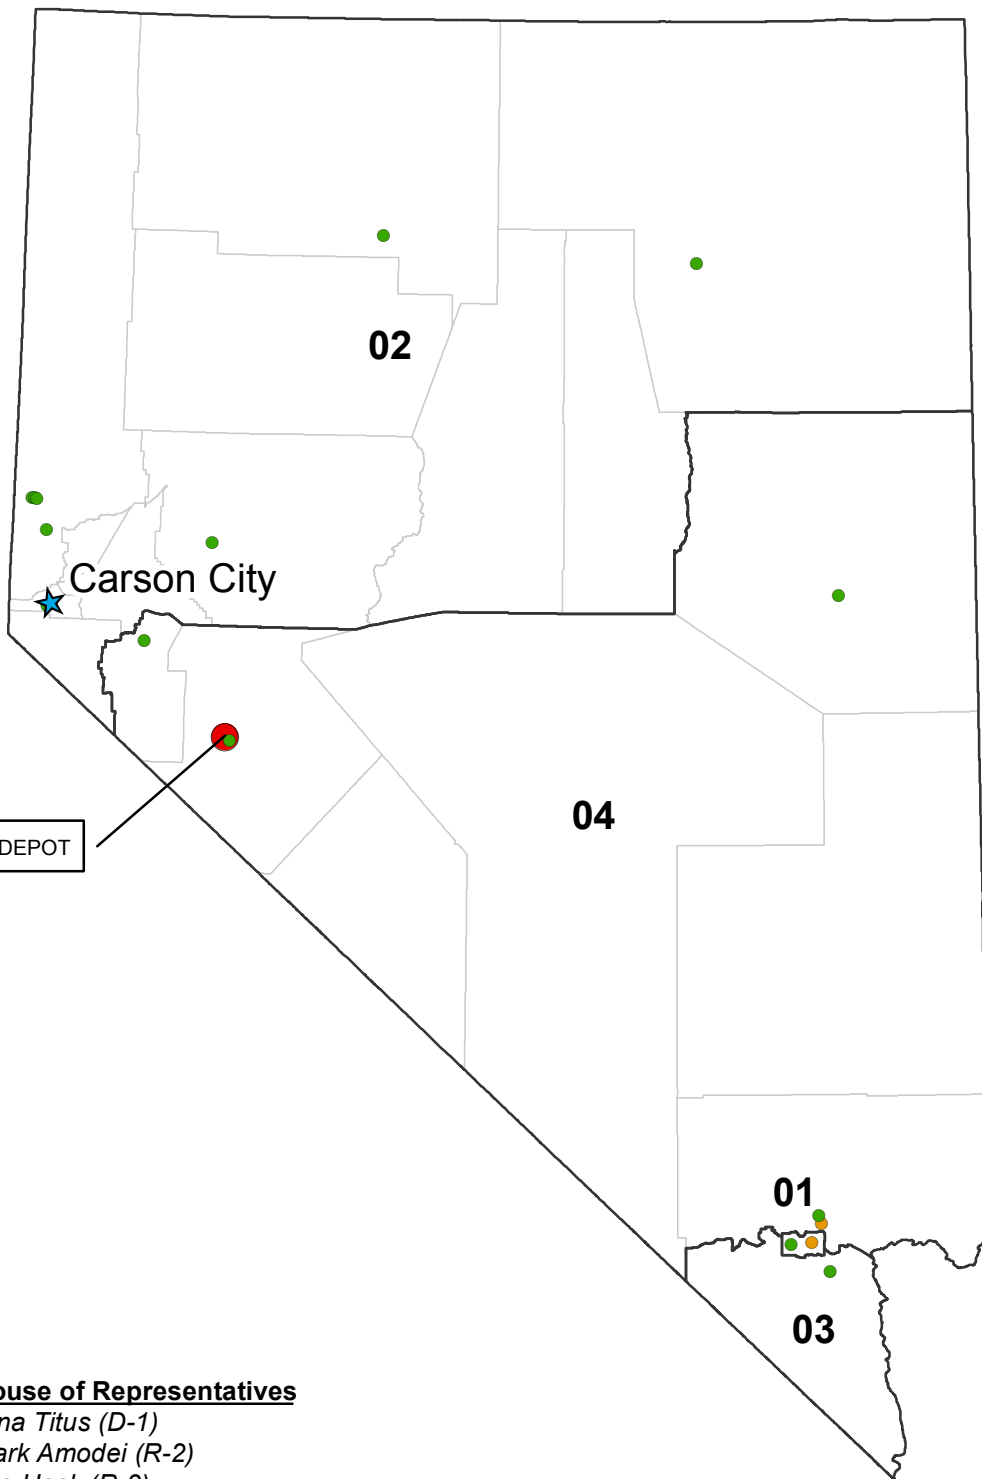 02
Carson City
04
DEPOT
01
03
ouse of Representatives
na Titus (D-1)
ark Amodei (R-2)